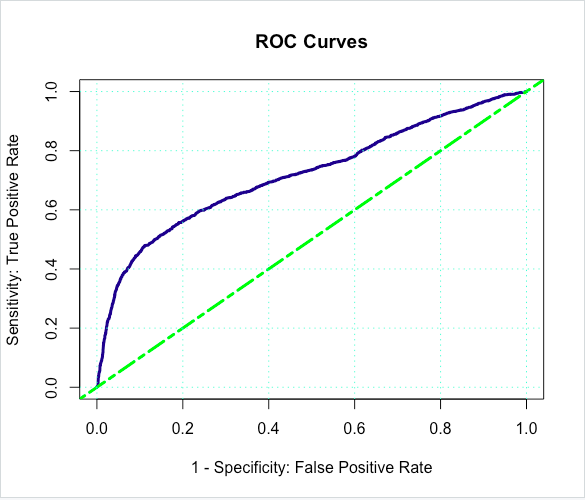 ROC Curves
Sensitivity: True Positive Rate
1.0
0.8
0.6
0.4
0.2
0.0
0.0 0.2 0.4 0.6 0.8 1.0
1 - Specificity: False Positive Rate